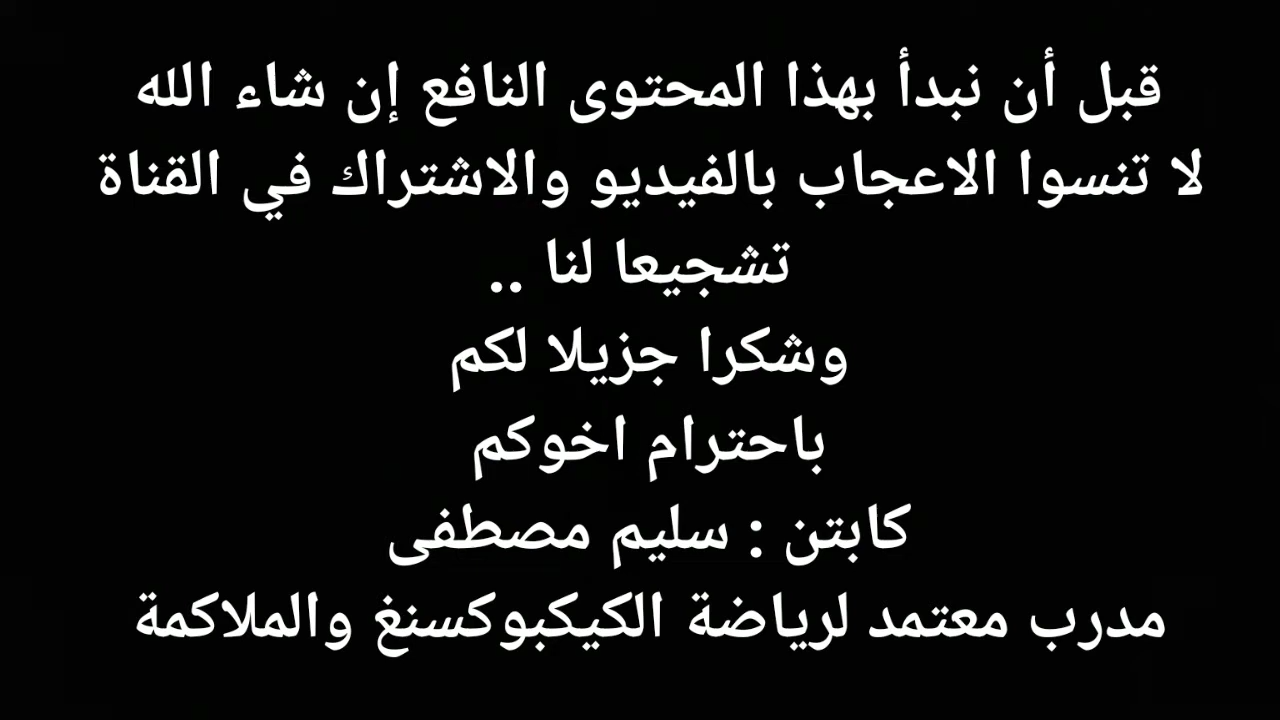 قبل أن نبدأ بهذا المحتوى النافع إن شاء الله
لا تنسوا الاعجاب بالفيديو والاشتراك في القناة
تشجيعا لنا ..
وشكرا جزيلا لكم
باحترام اخوكم
كابتن : سليم مصطفى
مدرب معتمد لرياضة الكيكبوكسنغ والملاكمة